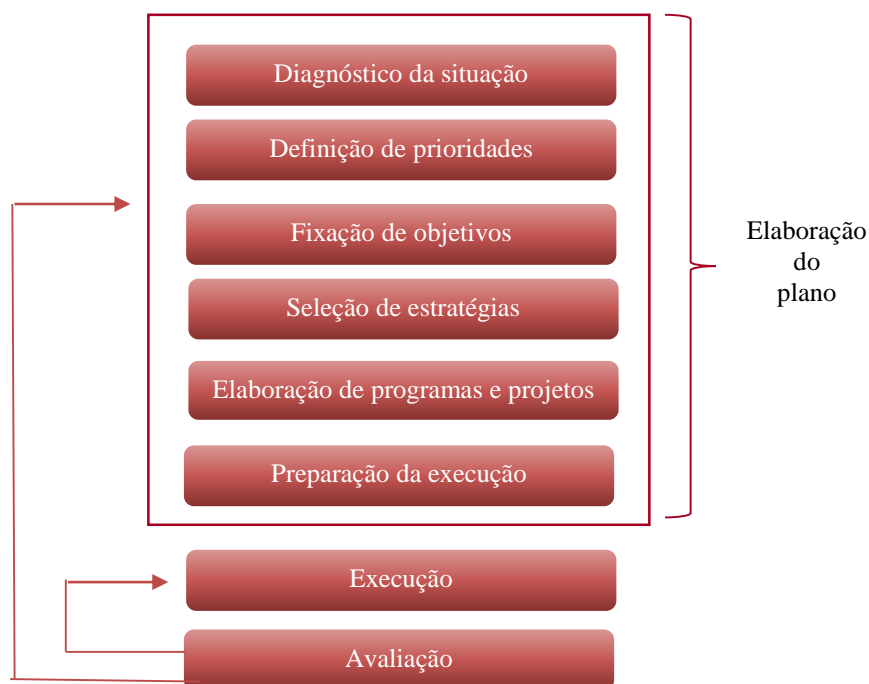 Diagnóstico da situação
Definição de prioridades
Fixação de objetivos
Seleção de estratégias
Elaboração de programas e projetos
Preparação da execução
Elaboração
do
plano
Execução
Avaliação